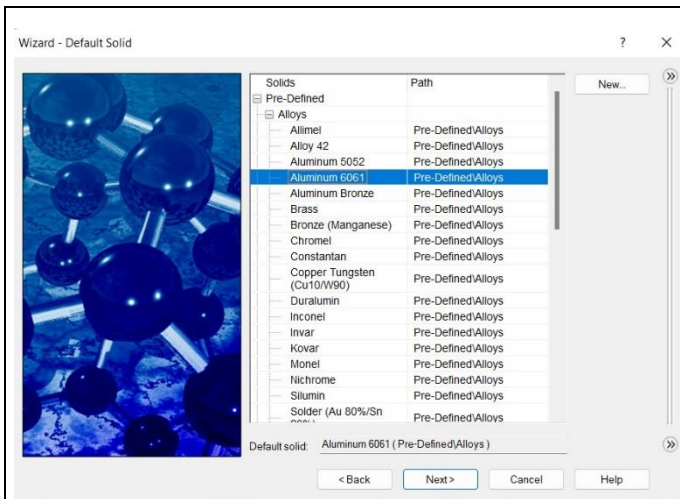 Wizard - Default Solid ? X
Solids Path New...
Pre-Defined
Alloys
Allimel Pre-Defined\Alloys
Alloy 42 Pre-Defined\Alloys
Aluminum 5052 Pre-Defined\Alloys
Aluminum 6061 Pre-Defined\Alloys
Aluminum Bronze Pre-Defined\Alloys
Brass Pre-Defined\Alloys
Bronze (Manganese) Pre-Defined\Alloys
Chromel Pre-Defined\Alloys
Constantan Pre-Defined\Alloys
Copper Tungsten
(Cu10/W90) Pre-Defined\Alloys
Duralumin Pre-Defined\Alloys
Inconel Pre-Defined\Alloys
Invar Pre-Defined\Alloys
Kovar Pre-Defined\Alloys
Monel Pre-Defined\Alloys
Nichrome Pre-Defined\Alloys
Silumin Pre-Defined\Alloys
Solder (Au 80%/Sn Pre-Defined\Alloys
Default solid: Aluminum 6061 ( Pre-Defined\Alloys )
< Back Next > Cancel Help